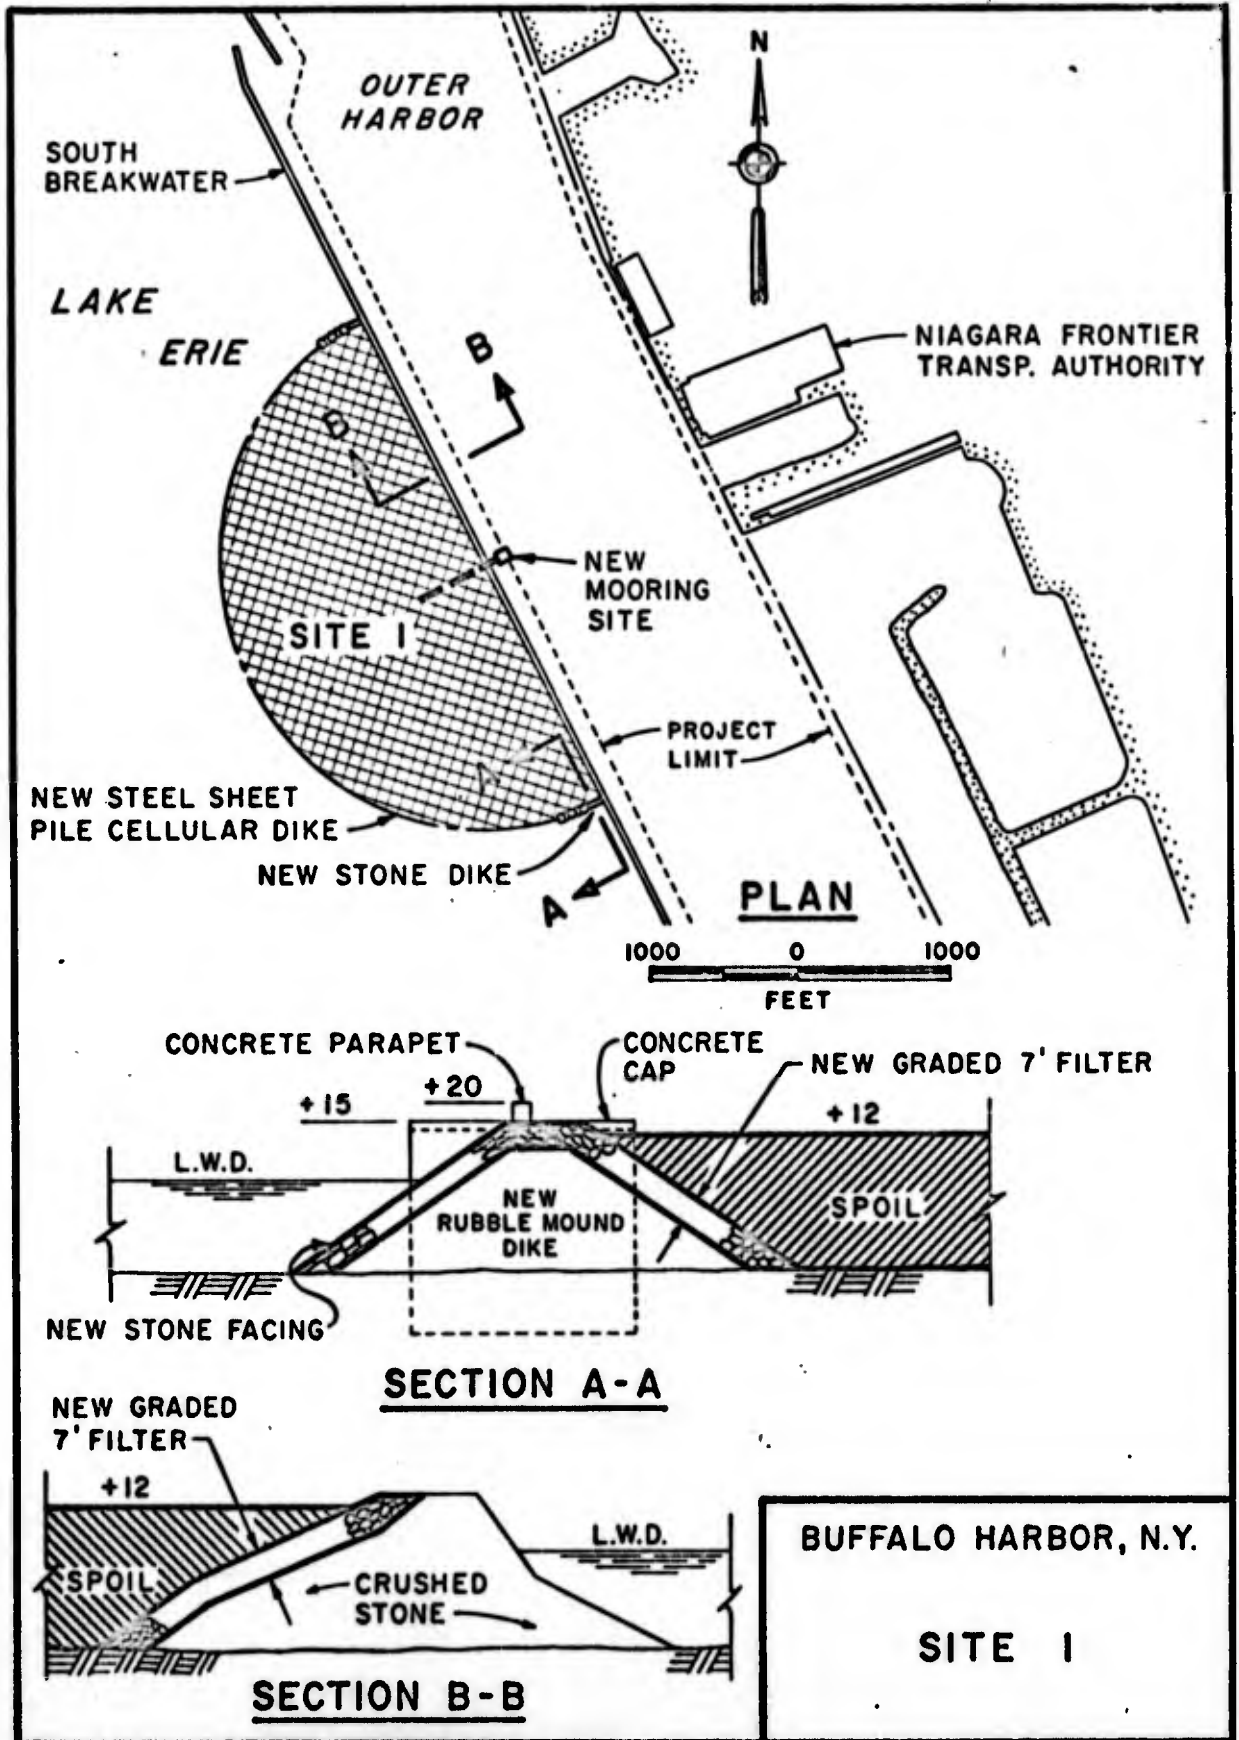 OUTER
HARBOR
N
SOUTH
BREAKWATER
LAKE
ERIE
B
B
NIAGARA FRONTIER
TRANSP. AUTHORITY
NEW
MOORING
SITE
SITE I
PROJECT
LIMIT
A
NEW STEEL SHEET
PILE CELLULAR DIKE
NEW STONE DIKE
A
PLAN
1000 0 1000
FEET
CONCRETE PARAPET
CONCRETE
CAP
NEW GRADED 7' FILTER
+15
+20
+12
L.W.D.
NEW
RUBBLE MOUND
DIKE
SPOIL
NEW STONE FACING
SECTION A-A
NEW GRADED
7' FILTER
+12
L.W.D.
SPOIL
CRUSHED
STONE
SECTION B-B
BUFFALO HARBOR, N.Y.
SITE I